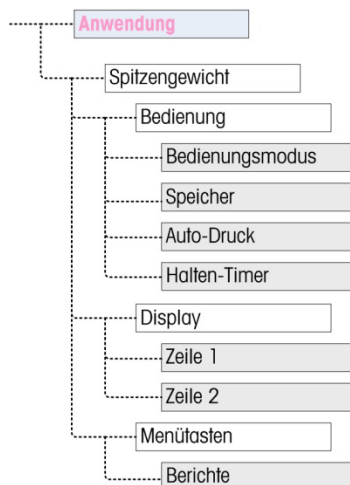 Anwendung
Spitzengewicht
Bedienung
Bedienungsmodus
Speicher
Auto-Druck
Halten-Timer
Display
Zeile 1
Zeile 2
Menütasten
Berichte